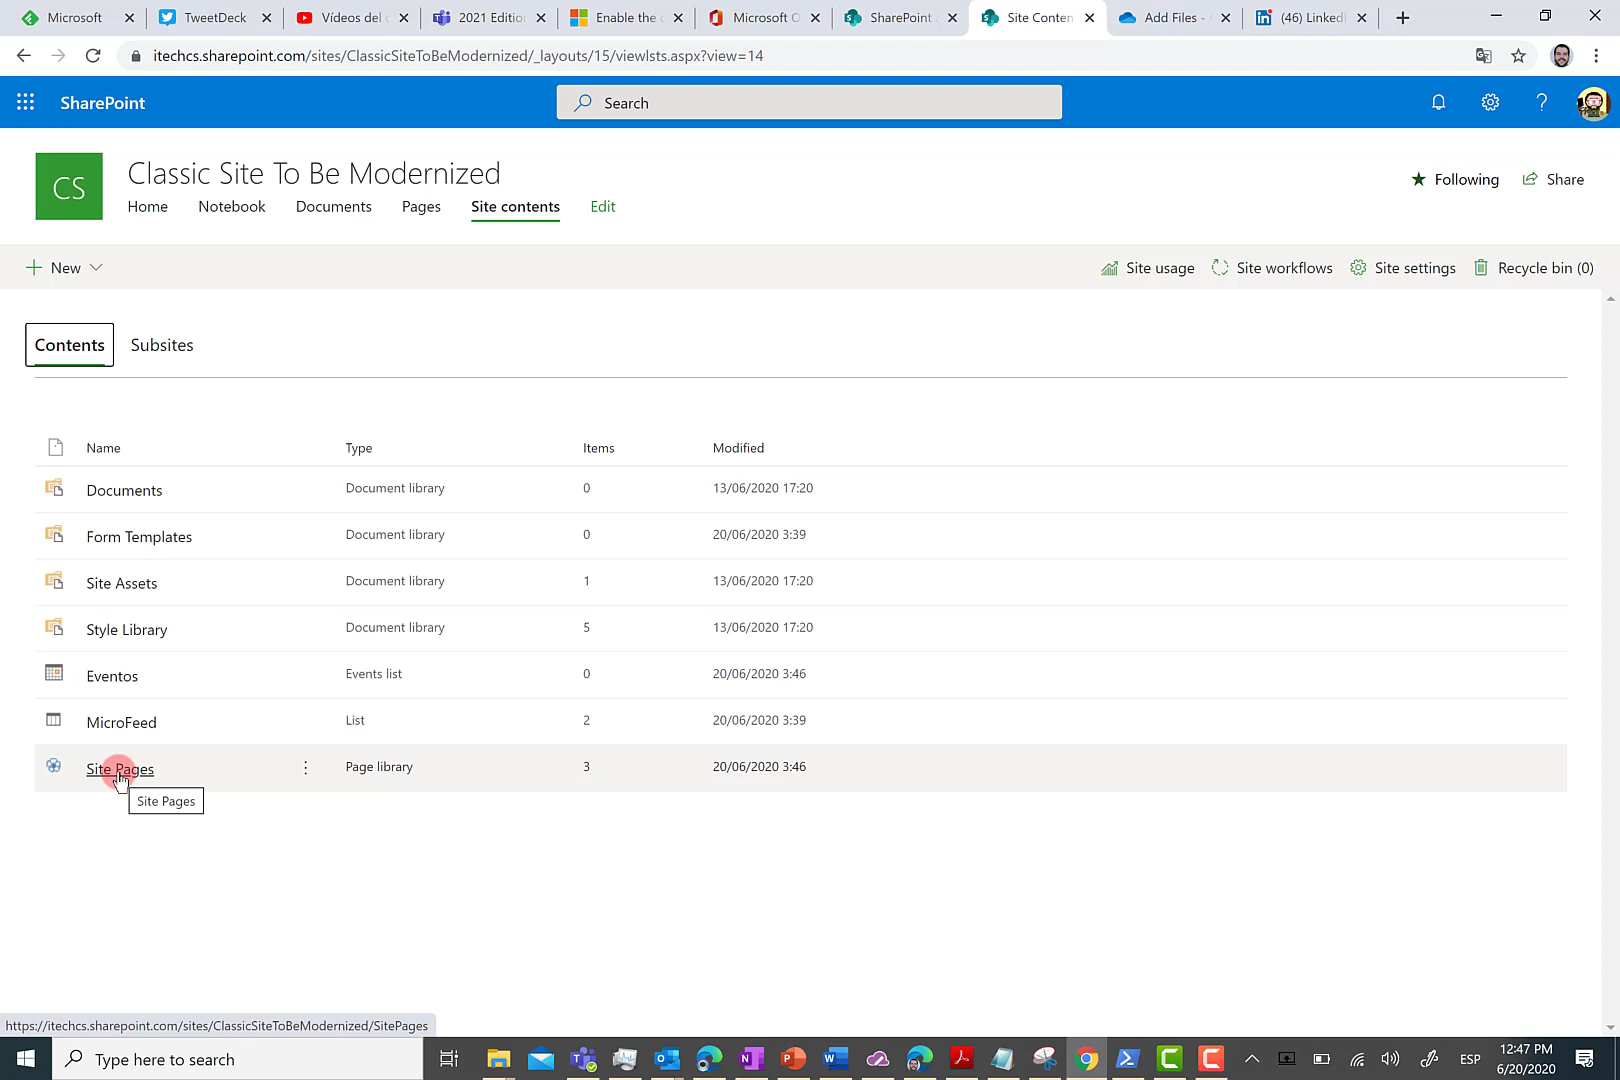 Microsoft
TweetDeck
Vídeos del c
2021 Editio
Enable the c
Microsoft O
SharePoint
Site Conten
Add Files -
(46) LinkedI
itechcs.sharepoint.com/sites/ClassicSiteToBeModernized/_layouts/15/viewlsts.aspx?view=14
SharePoint
Search
CS
Classic Site To Be Modernized
Following
Share
Home
Notebook
Documents
Pages
Site contents
Edit
New
Site usage
Site workflows
Site settings
Recycle bin (0)
Contents
Subsites
Name Type Items Modified
Documents Document library 0 13/06/2020 17:20
Form Templates Document library 0 20/06/2020 3:39
Site Assets Document library 1 13/06/2020 17:20
Style Library Document library 5 13/06/2020 17:20
Eventos Events list 0 20/06/2020 3:46
MicroFeed List 2 20/06/2020 3:39
Site Pages Page library 3 20/06/2020 3:46
Site Pages
https://itechcs.sharepoint.com/sites/ClassicSiteToBeModernized/SitePages
Type here to search
ESP
12:47 PM
6/20/2020